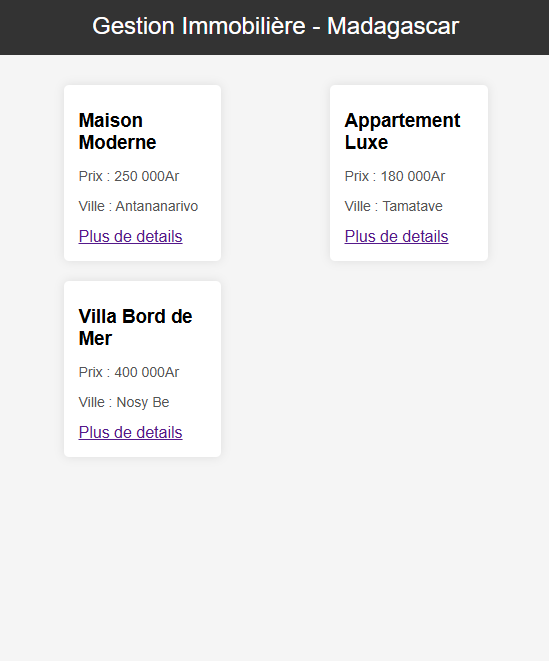 Gestion Immobilière - Madagascar
Maison
Moderne
Prix : 250 000Ar
Ville : Antananarivo
Plus de details
Appartement
Luxe
Prix : 180 000Ar
Ville : Tamatave
Plus de details
Villa Bord de
Mer
Prix : 400 000Ar
Ville : Nosy Be
Plus de details